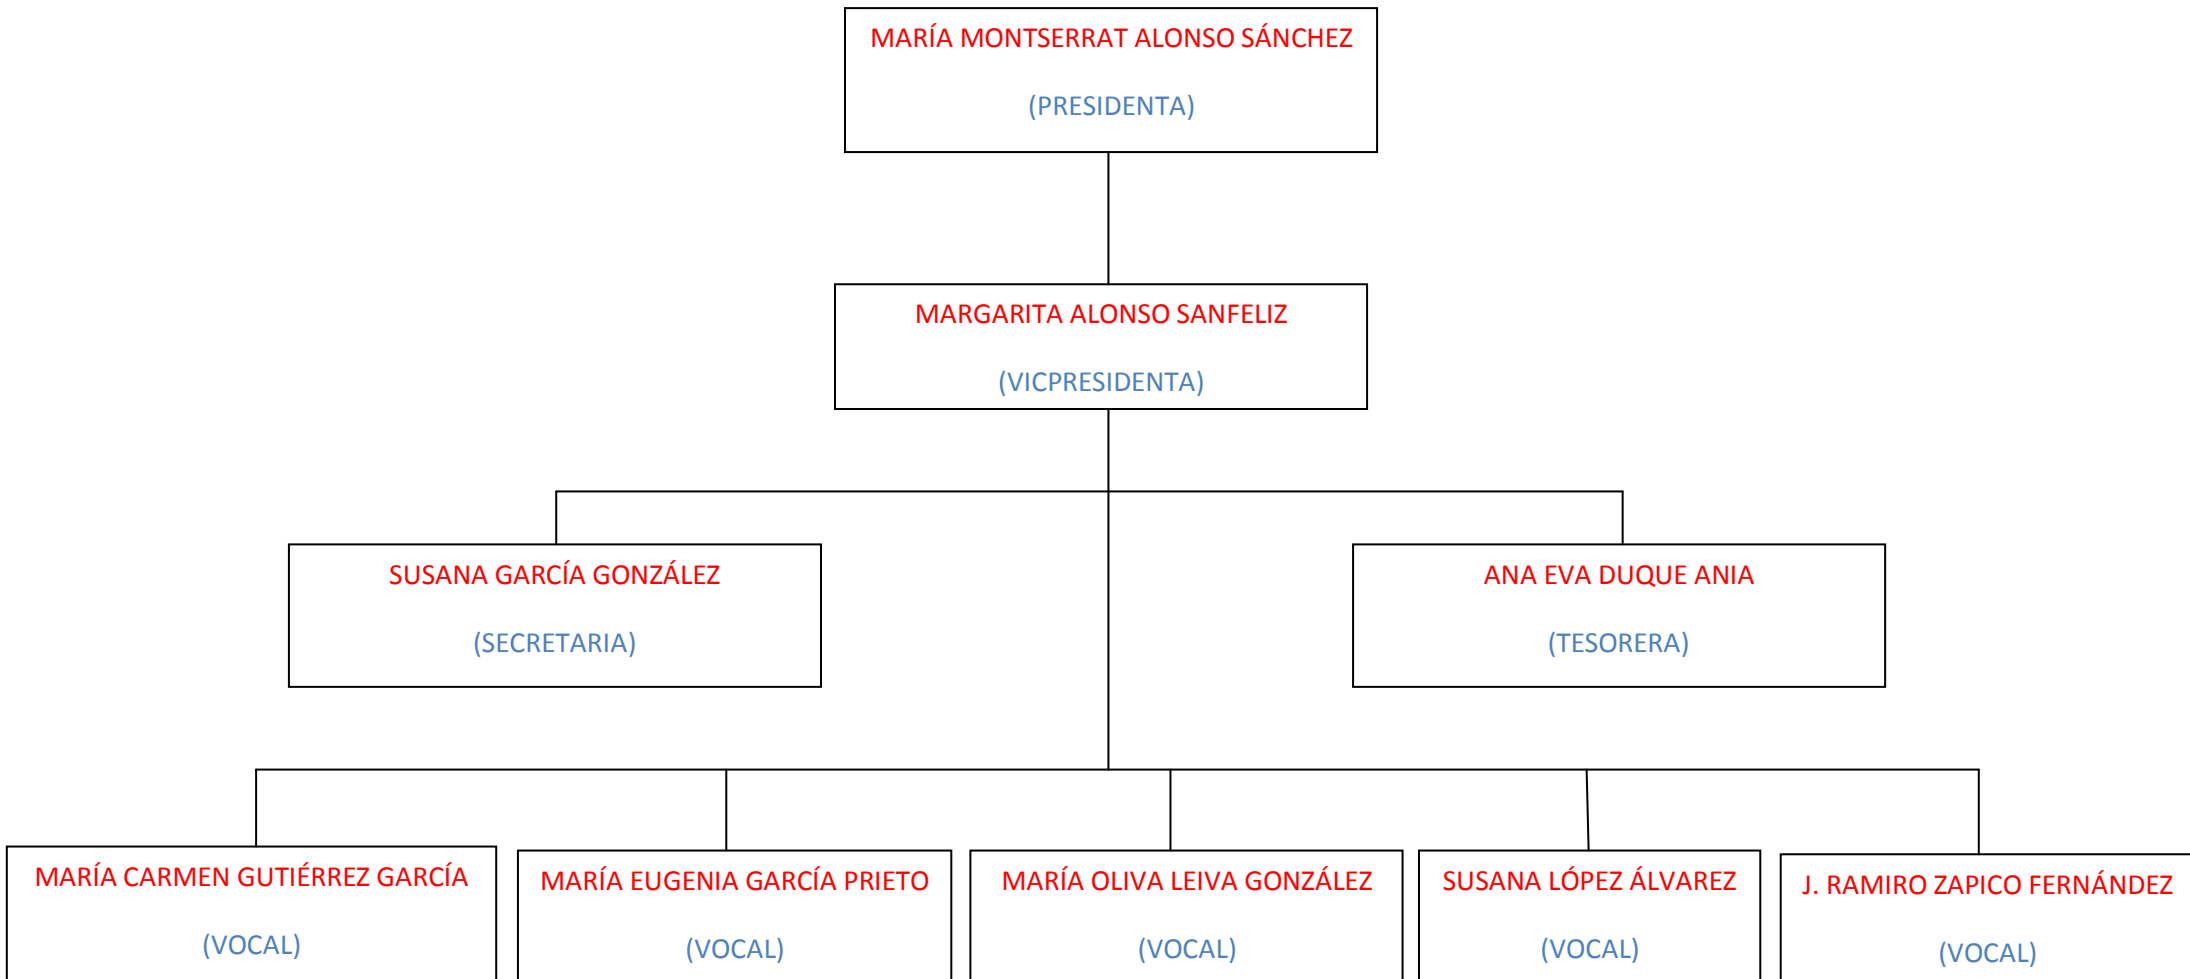 MARÍA MONTSERRAT ALONSO SÁNCHEZ
(PRESIDENTA)
MARGARITA ALONSO SANFELIZ
(VICPRESIDENTA)
SUSANA GARCÍA GONZÁLEZ
(SECRETARIA)
ANA EVA DUQUE ANIA
(TESORERA)
MARÍA CARMEN GUTIÉRREZ GARCÍA
(VOCAL)
MARÍA EUGENIA GARCÍA PRIETO
(VOCAL)
MARÍA OLIVA LEIVA GONZÁLEZ
(VOCAL)
SUSANA LÓPEZ ÁLVAREZ
(VOCAL)
J. RAMIRO ZAPICO FERNÁNDEZ
(VOCAL)